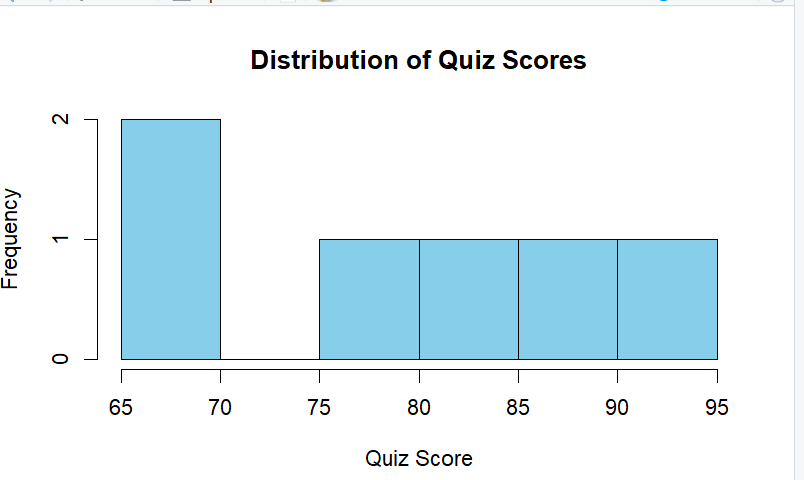 Distribution of Quiz Scores
2
1
0
Frequency
65 70 75 80 85 90 95
Quiz Score